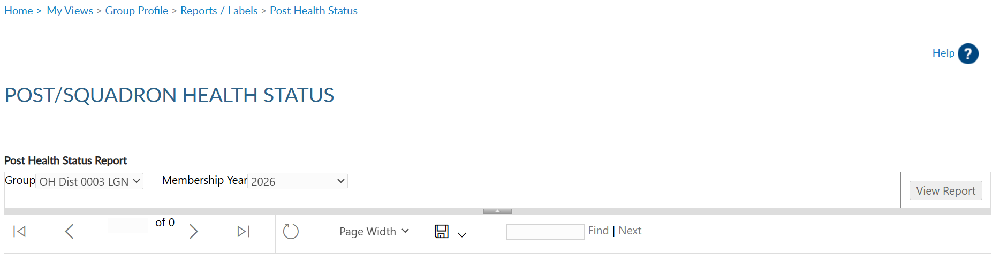 Home > My Views > Group Profile > Reports / Labels > Post Health Status
Help ?
POST/SQUADRON HEALTH STATUS
Post Health Status Report
Group OH Dist 0003 LGN Membership Year 2026 View Report
of 0 Page Width Find | Next